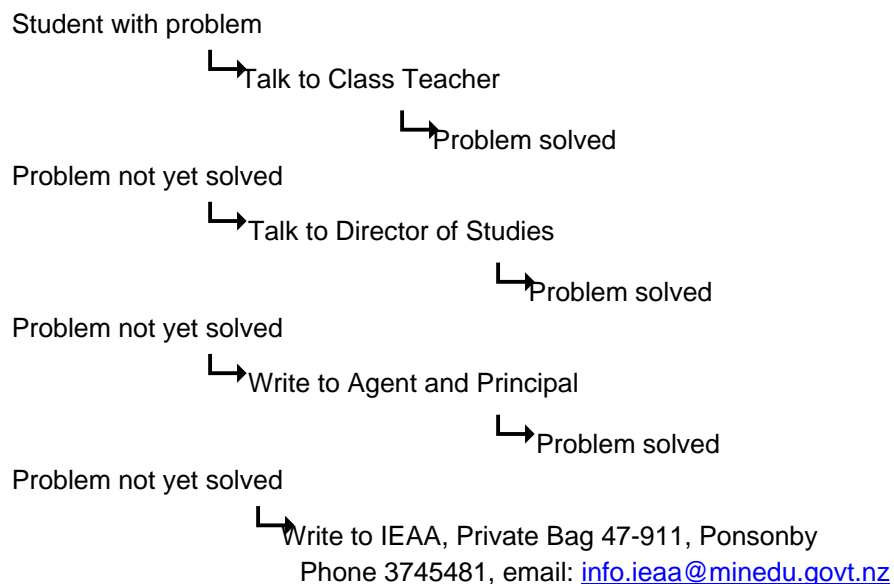 Student with problem
Talk to Class Teacher
Problem solved
Problem not yet solved
Talk to Director of Studies
Problem solved
Problem not yet solved
Write to Agent and Principal
Problem solved
Problem not yet solved
Write to IEAA, Private Bag 47-911, Ponsonby
Phone 3745481, email: info.ieaa@minedu.govt.nz